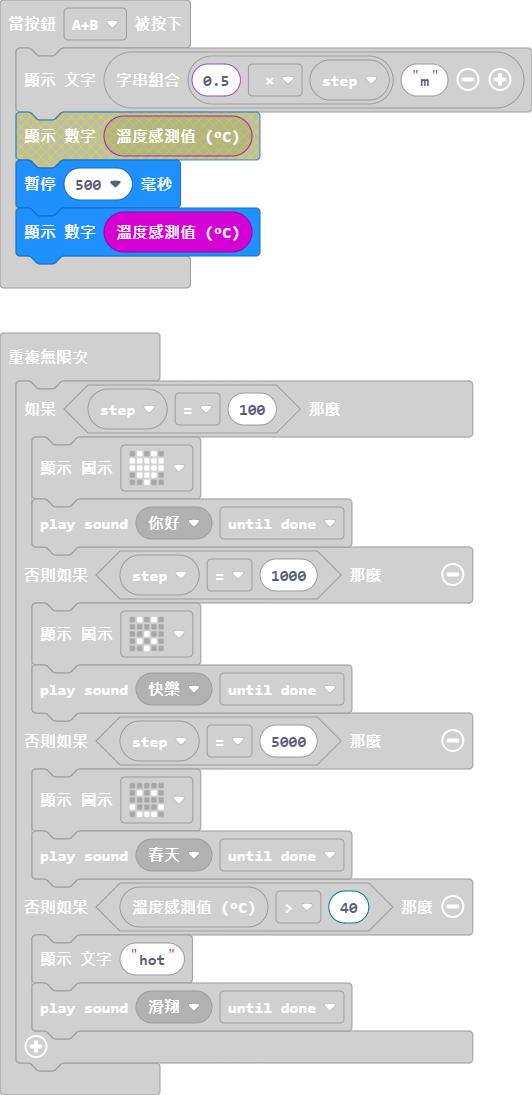 當按鈕 A+B 被按下
顯示 文字 字串組合 0.5 × step "m"
顯示 數字 溫度感測值 (ºC)
暫停 500 毫秒
顯示 數字 溫度感測值 (ºC)
重複無限次
如果 step = 100 那麼
顯示 圖示
play sound 你好 until done
否則如果 step = 1000 那麼
顯示 圖示
play sound 快樂 until done
否則如果 step = 5000 那麼
顯示 圖示
play sound 春天 until done
否則如果 溫度感測值 (ºC) > 40 那麼
顯示 文字 "hot"
play sound 滑翔 until done